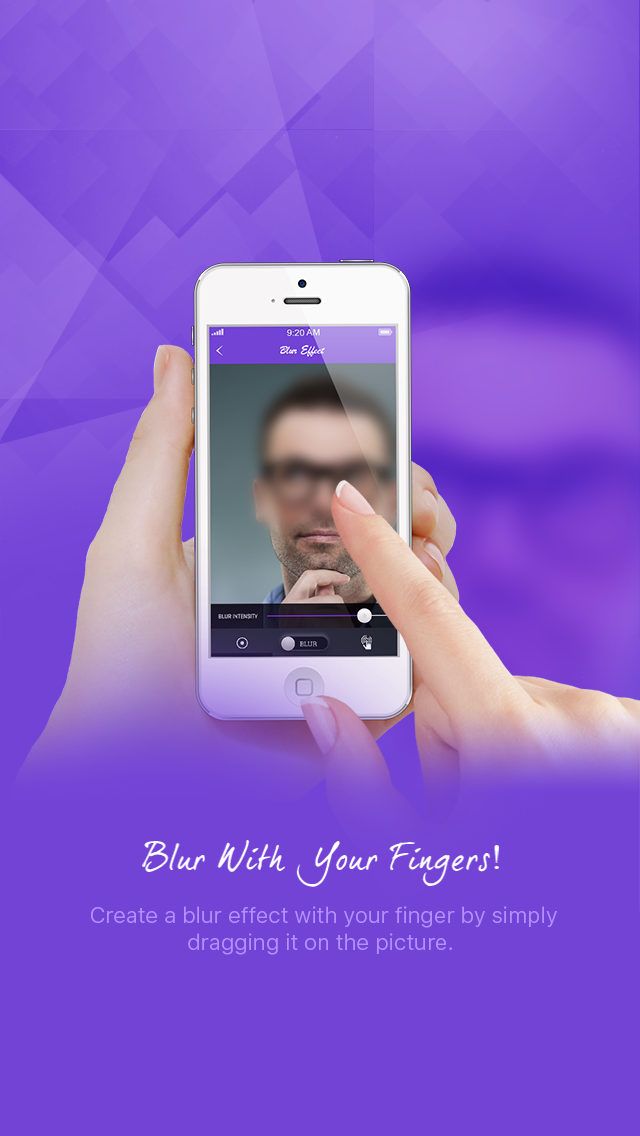 9:20 AM
Blur Effect
BLUR INTENSITY
BLUR
Blur With Your Fingers!
Create a blur effect with your finger by simply
dragging it on the picture.